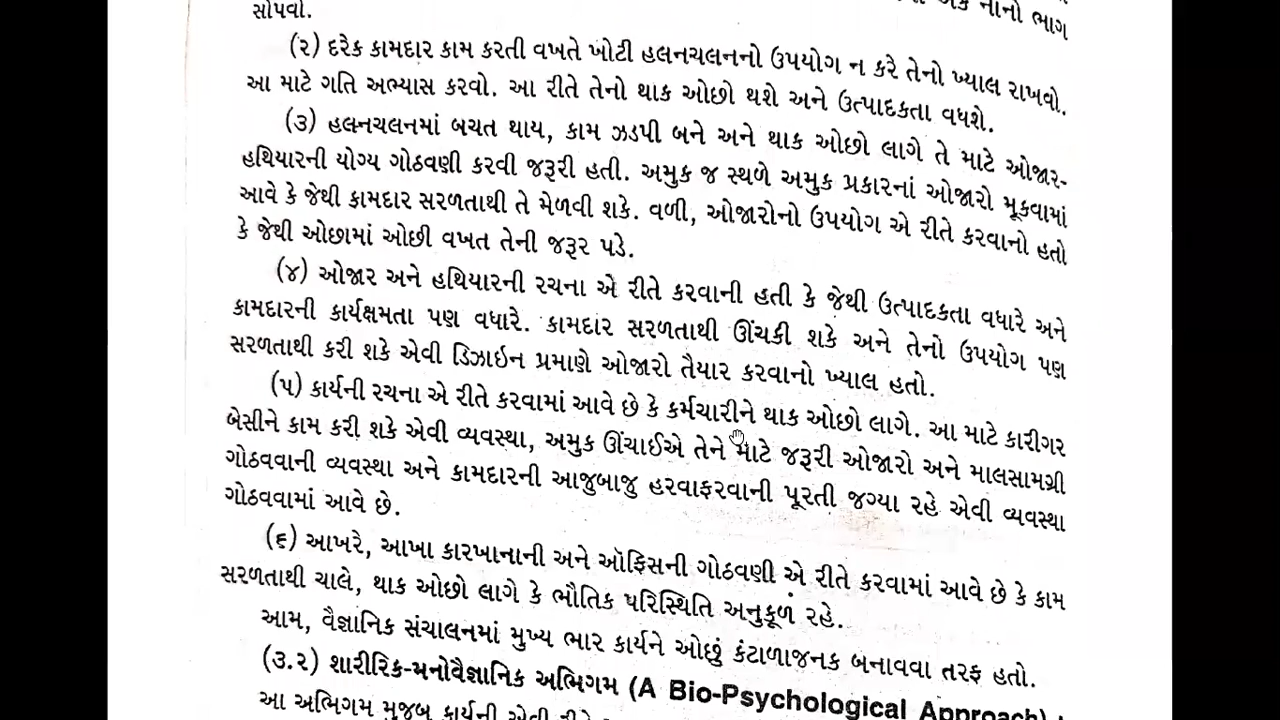 નાનો ભાગ
સોંપવો.
(૨) દરેક કામદાર કામ કરતી વખતે ખોટી હલનચલનનો ઉપયોગ ન કરે તેનો ખ્યાલ રાખવો.
આ માટે ગતિ અભ્યાસ કરવો. આ રીતે તેનો થાક ઓછો થશે અને ઉત્પાદકતા વધશે.
(૩) હલનચલનમાં બચત થાય, કામ ઝડપી બને અને થાક ઓછો લાગે તે માટે ઓજાર-
હથિયારની યોગ્ય ગોઠવણી કરવી જરૂરી હતી. અમુક જ સ્થળે અમુક પ્રકારનાં ઓજારો મૂકવામાં
આવે કે જેથી કામદાર સરળતાથી તે મેળવી શકે. વળી, ઓજારોનો ઉપયોગ એ રીતે કરવાનો હતો
કે જેથી ઓછામાં ઓછી વખત તેની જરૂર પડે.
(૪) ઓજાર અને હથિયારની રચના એ રીતે કરવાની હતી કે જેથી ઉત્પાદકતા વધારે અને
કામદારની કાર્યક્ષમતા પણ વધારે. કામદાર સરળતાથી ઊંચકી શકે અને તેનો ઉપયોગ પણ
સરળતાથી કરી શકે એવી ડિઝાઇન પ્રમાણે ઓજારો તૈયાર કરવાનો ખ્યાલ હતો.
(૫) કાર્યની રચના એ રીતે કરવામાં આવે છે કે કર્મચારીને થાક ઓછો લાગે. આ માટે કારીગર
બેસીને કામ કરી શકે એવી વ્યવસ્થા, અમુક ઊંચાઈએ તેને માટે જરૂરી ઓજારો અને માલસામગ્રી
ગોઠવવાની વ્યવસ્થા અને કામદારની આજુબાજુ હરવાફરવાની પૂરતી જગ્યા રહે એવી વ્યવસ્થા
ગોઠવવામાં આવે છે.
(૬) આખરે, આખા કારખાનાની અને ઑફિસની ગોઠવણી એ રીતે કરવામાં આવે છે કે કામ
સરળતાથી ચાલે, થાક ઓછો લાગે કે ભૌતિક પરિસ્થિતિ અનુકૂળ રહે.
આમ, વૈજ્ઞાનિક સંચાલનમાં મુખ્ય ભાર કાર્યને ઓછું કંટાળાજનક બનાવવા તરફ હતો.
(૩.૨) શારીરિક-મનોવૈજ્ઞાનિક અભિગમ (A Bio-Psychological Approach) :
આ અભિગમ મુજબ કાર્યની એવી રીતે